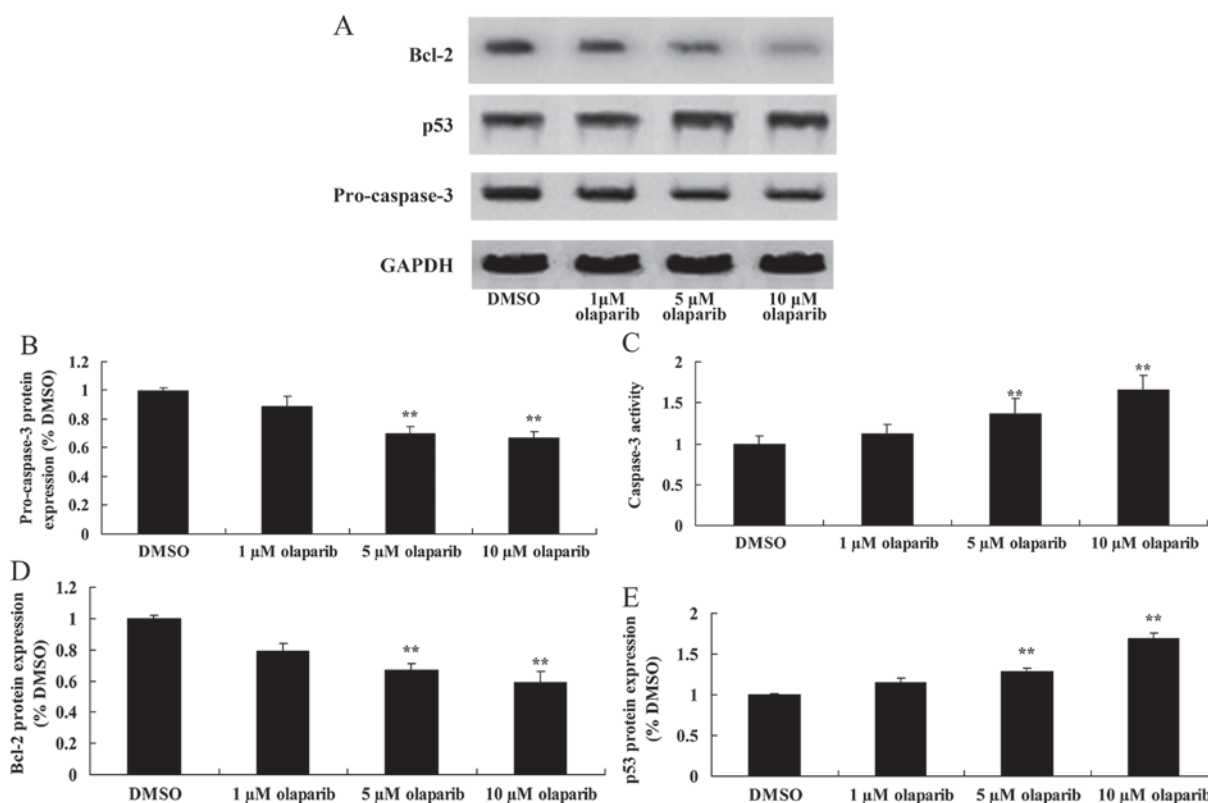 A
Bcl-2
p53
Pro-caspase-3
GAPDH
DMSO 1µM 5 µM 10 µM
olaparib olaparib olaparib
B
Pro-caspase-3 protein
expression (% DMSO)
1.2
1
0.8
0.6
0.4
0.2
0
**
**
DMSO 1 µM olaparib 5 µM olaparib 10 µM olaparib
C
Caspase-3 activity
2
1.5
1
0.5
0
**
**
DMSO 1 µM olaparib 5 µM olaparib 10 µM olaparib
D
Bcl-2 protein expression
(% DMSO)
1.2
1
0.8
0.6
0.4
0.2
0
**
**
DMSO 1 µM olaparib 5 µM olaparib 10 µM olaparib
E
p53 protein expression
(% DMSO)
2
1.5
1
0.5
0
**
**
DMSO 1 µM olaparib 5 µM olaparib 10 µM olaparib